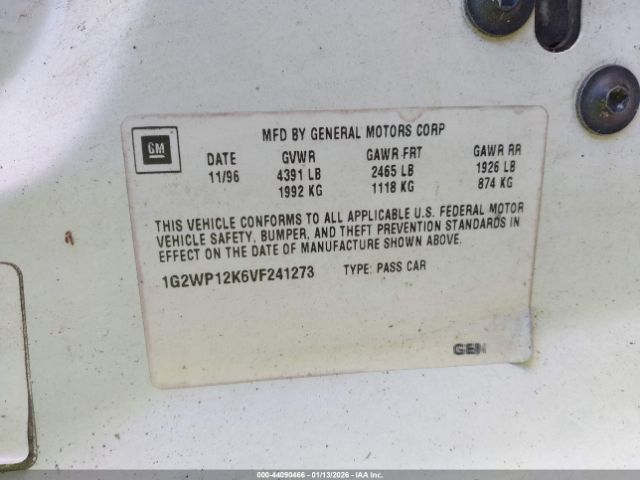 GM
MFD BY GENERAL MOTORS CORP
DATE GVWR GAWR FRT GAWR RR
11/96 4391 LB 2465 LB 1926 LB
1992 KG 1118 KG 874 KG
THIS VEHICLE CONFORMS TO ALL APPLICABLE U.S. FEDERAL MOTOR
VEHICLE SAFETY, BUMPER, AND THEFT PREVENTION STANDARDS IN
EFFECT ON THE DATE OF MANUFACTURE SHOWN ABOVE.
1G2WP12K6VF241273 TYPE: PASS CAR
GEN
000-44090466 - 01/13/2026 - IAA Inc.